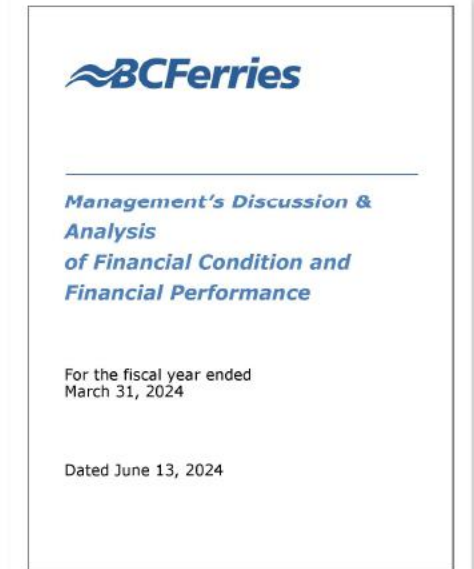 BCFerries
Management's Discussion &
Analysis
of Financial Condition and
Financial Performance
For the fiscal year ended
March 31, 2024
Dated June 13, 2024